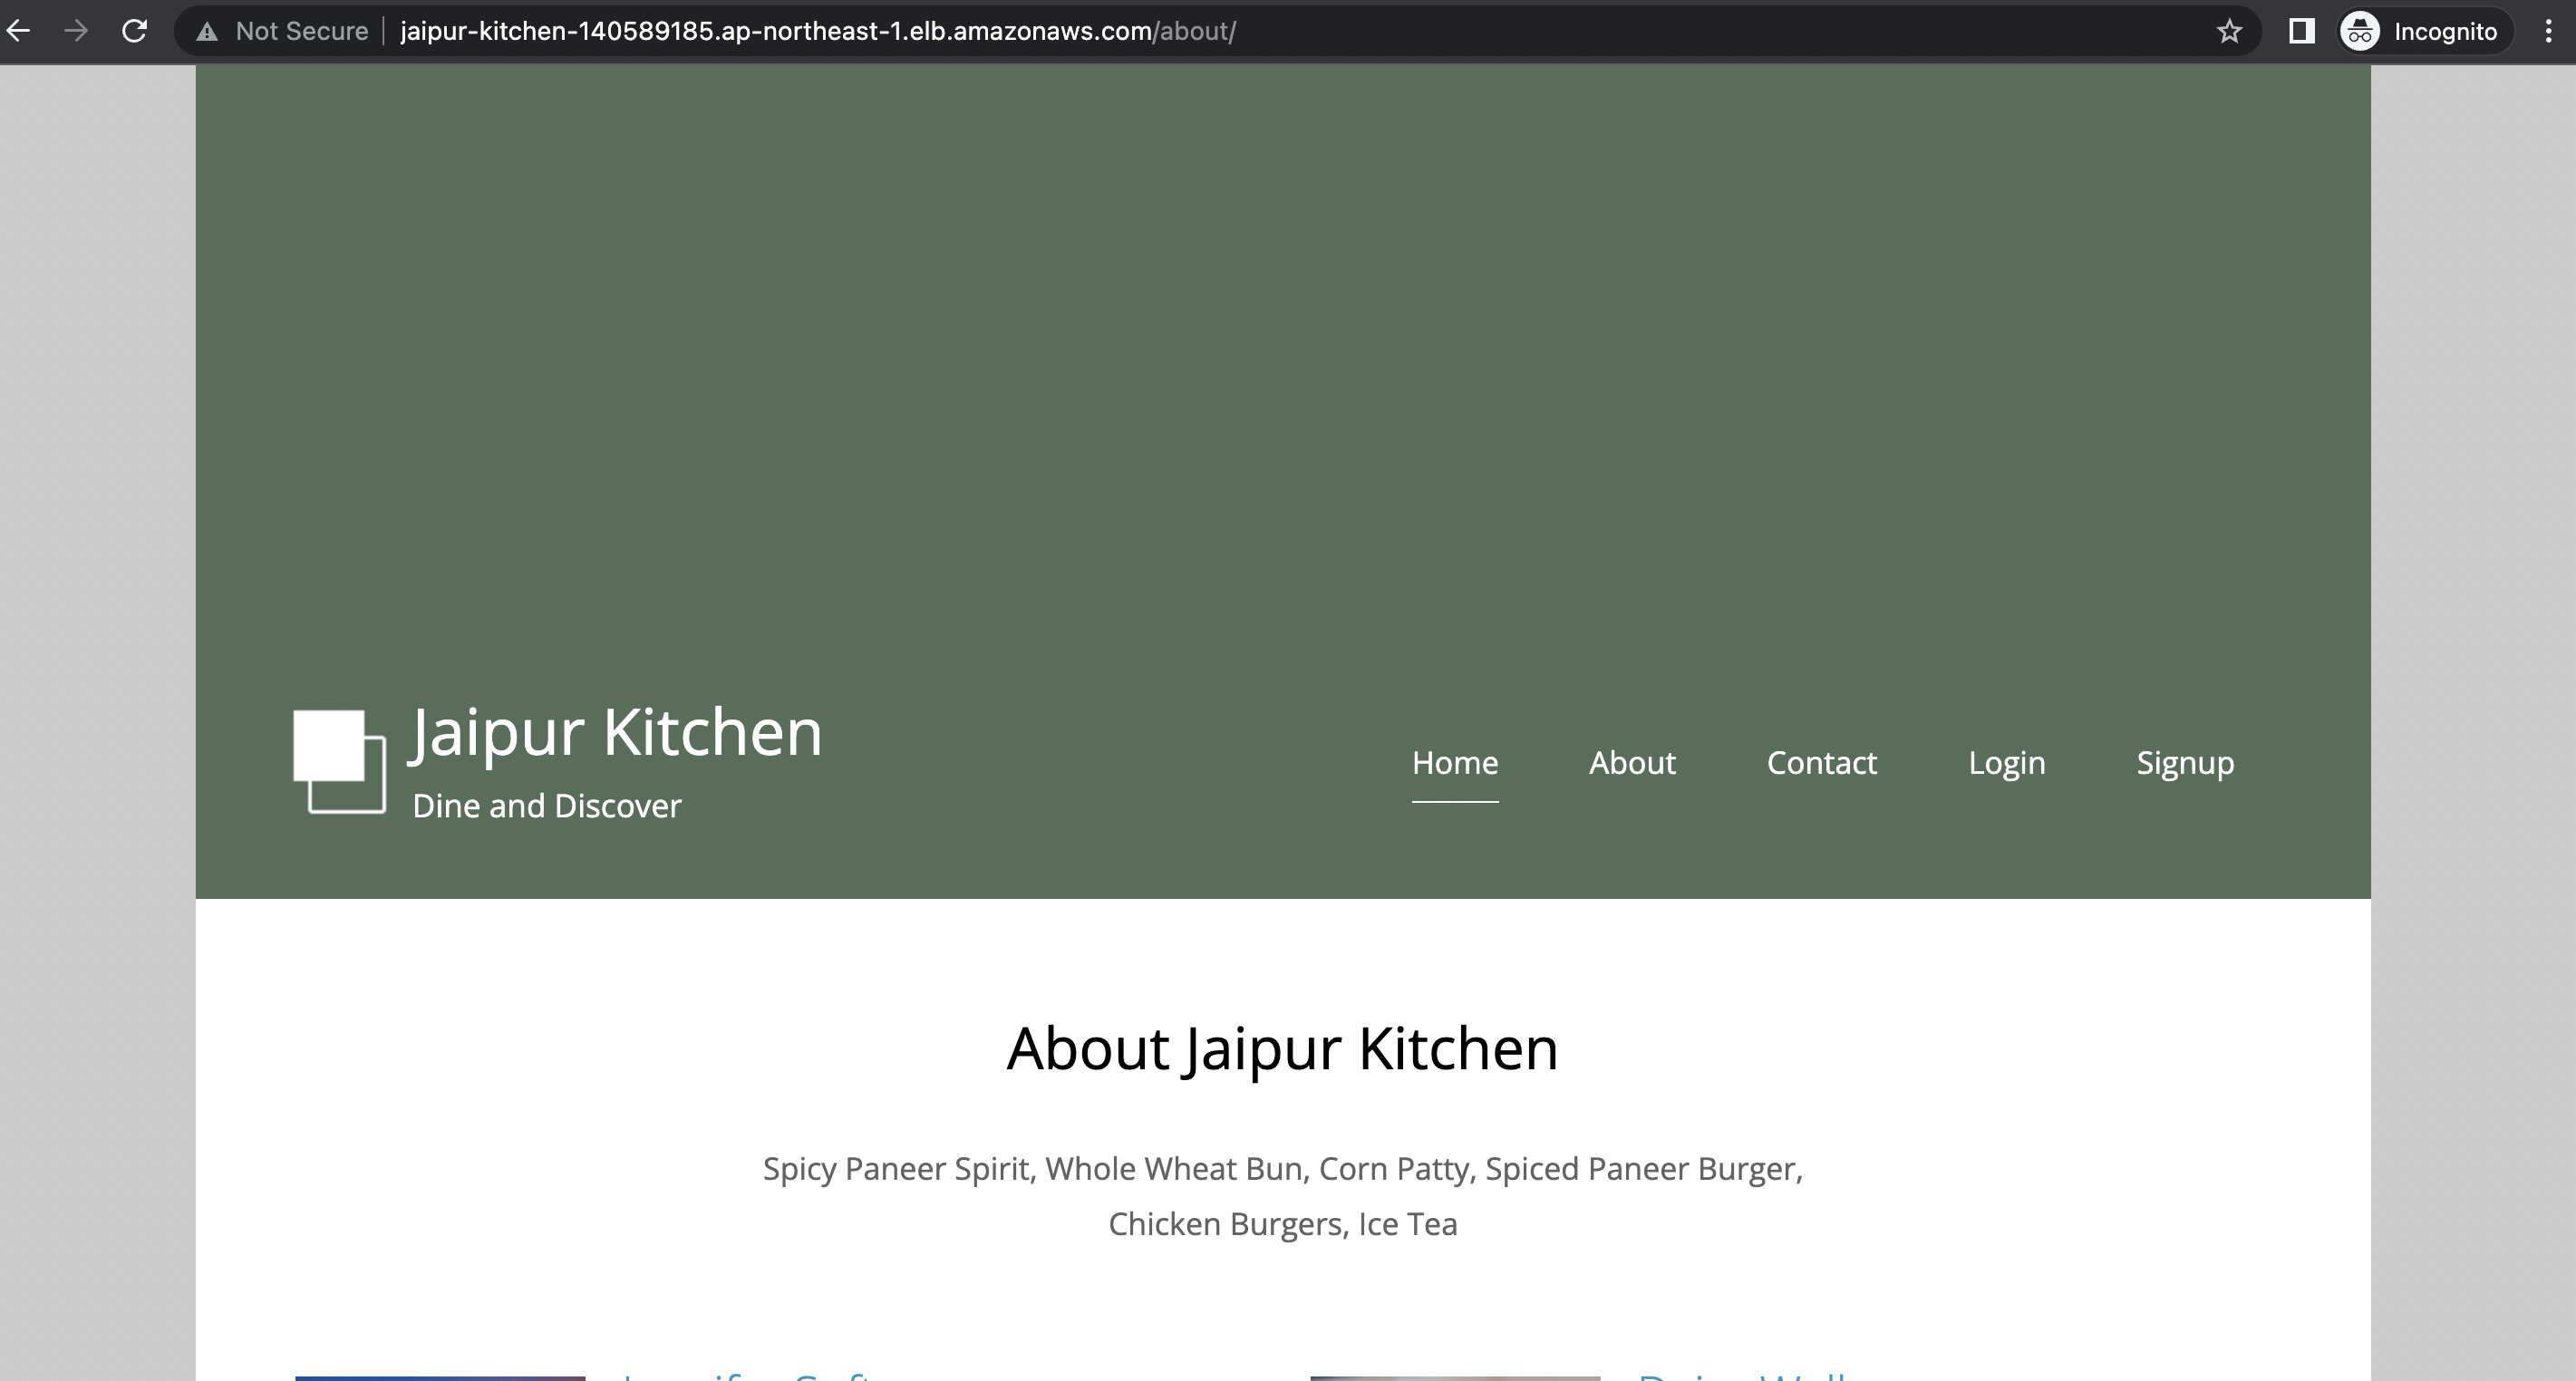 Not Secure
jaipur-kitchen-140589185.ap-northeast-1.elb.amazonaws.com/about/
Incognito
Jaipur Kitchen
Dine and Discover
Home
About
Contact
Login
Signup
About Jaipur Kitchen
Spicy Paneer Spirit, Whole Wheat Bun, Corn Patty, Spiced Paneer Burger,
Chicken Burgers, Ice Tea